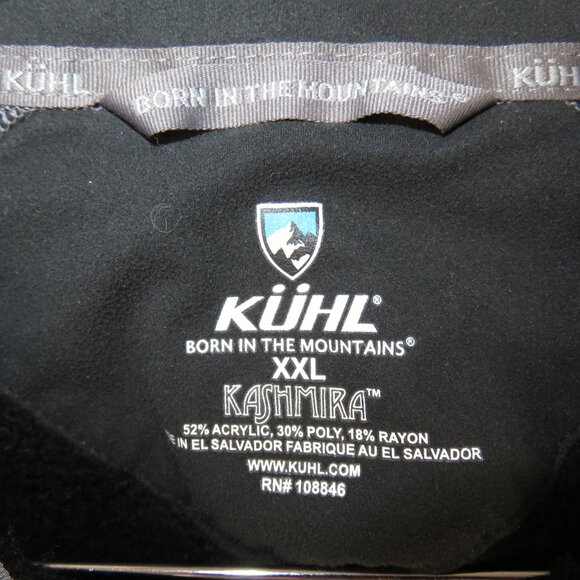 KÜHL BORN IN THE MOUNTAINS® KÜHL
KÜHL®
BORN IN THE MOUNTAINS®
XXL
KASHMIRA™
52% ACRYLIC, 30% POLY, 18% RAYON
IN EL SALVADOR FABRIQUE AU EL SALVADOR
WWW.KUHL.COM
RN# 108846